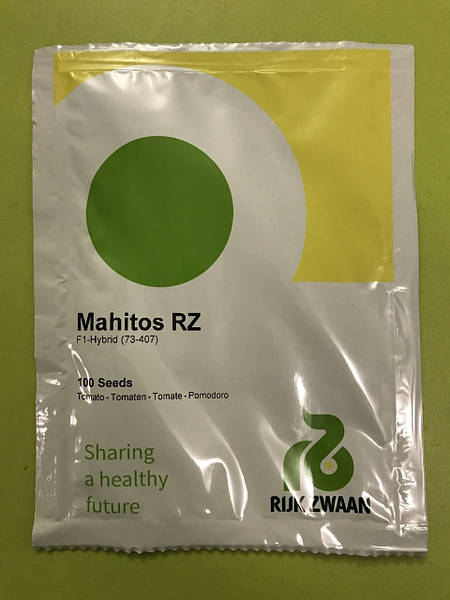 Mahitos RZ
F1-Hybrid (73-407)
100 Seeds
Tomato - Tomaten - Tomate - Pomodoro
Sharing
a healthy
future
RIJK ZWAAN